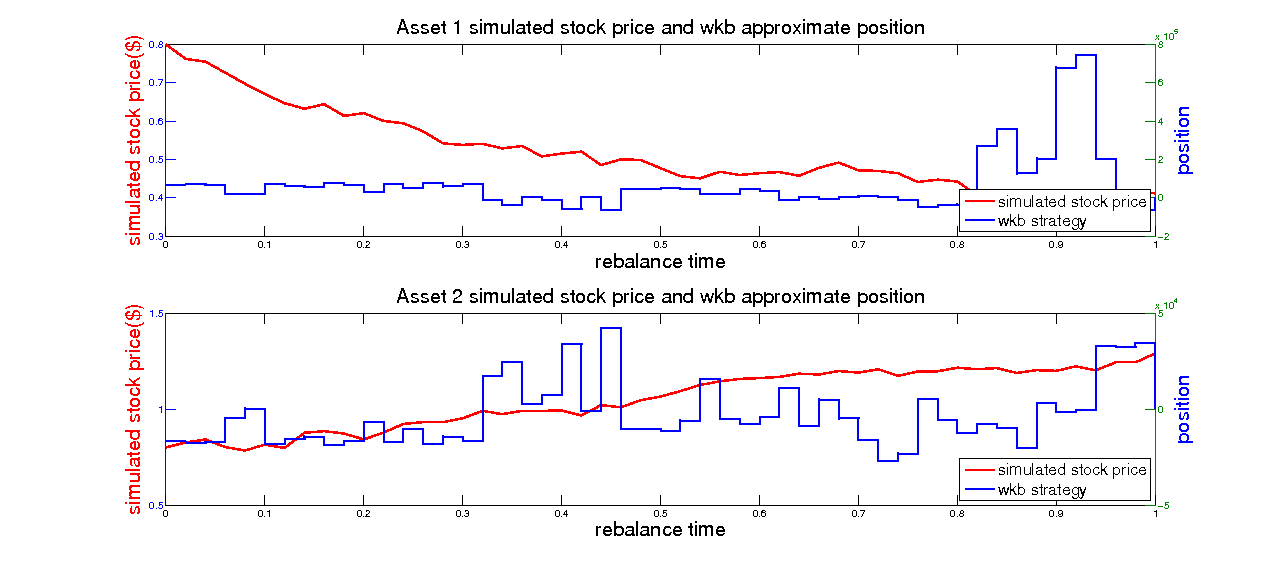 Asset 1 simulated stock price and wkb approximate position
x 10^5
simulated stock price($)
0.8 0.7 0.6 0.5 0.4 0.3
8 6 4 2 0 −2
position
simulated stock price
wkb strategy
0 0.1 0.2 0.3 0.4 0.5 0.6 0.7 0.8 0.9 1
rebalance time
Asset 2 simulated stock price and wkb approximate position
x 10^4
simulated stock price($)
1.5 1 0.5
5 0 −5
position
simulated stock price
wkb strategy
0 0.1 0.2 0.3 0.4 0.5 0.6 0.7 0.8 0.9 1
rebalance time